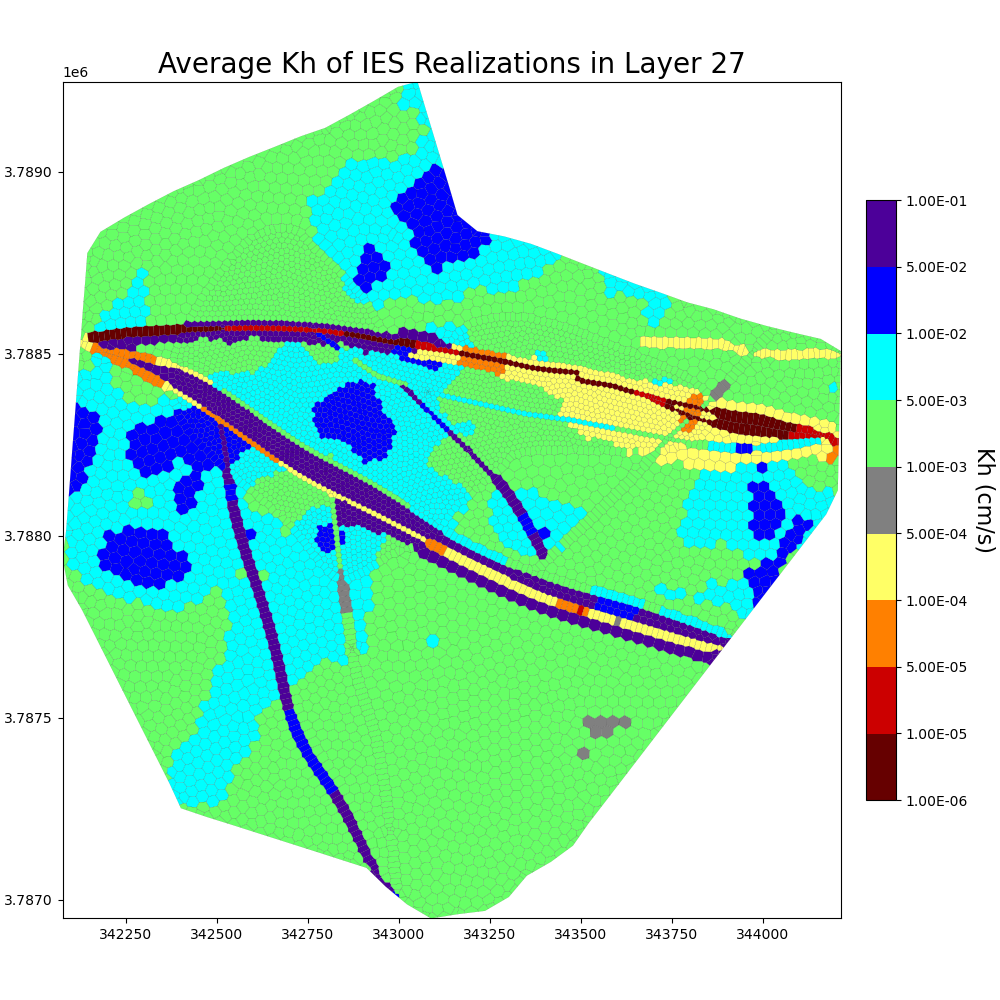 Average Kh of IES Realizations in Layer 27
1e6
3.7890
3.7885
3.7880
3.7875
3.7870
342250 342500 342750 343000 343250 343500 343750 344000
1.00E-01
5.00E-02
1.00E-02
5.00E-03
1.00E-03
5.00E-04
1.00E-04
5.00E-05
1.00E-05
1.00E-06
Kh (cm/s)